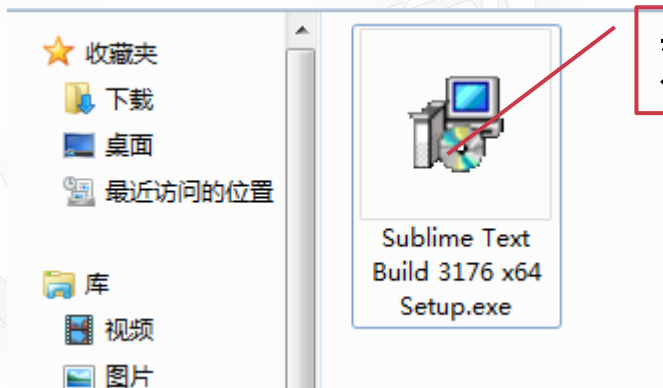 收藏夹
下载
桌面
最近访问的位置
库
视频
图片
Sublime Text
Build 3176 x64
Setup.exe